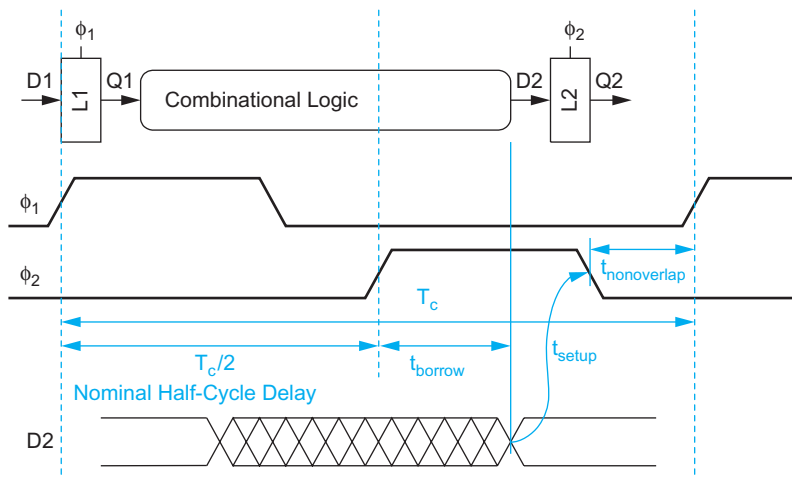 ϕ1 ϕ2
D1 L1 Q1 Combinational Logic D2 L2 Q2
ϕ1
tnonoverlap
ϕ2
Tc
Tc/2 tborrow tsetup
Nominal Half-Cycle Delay
D2